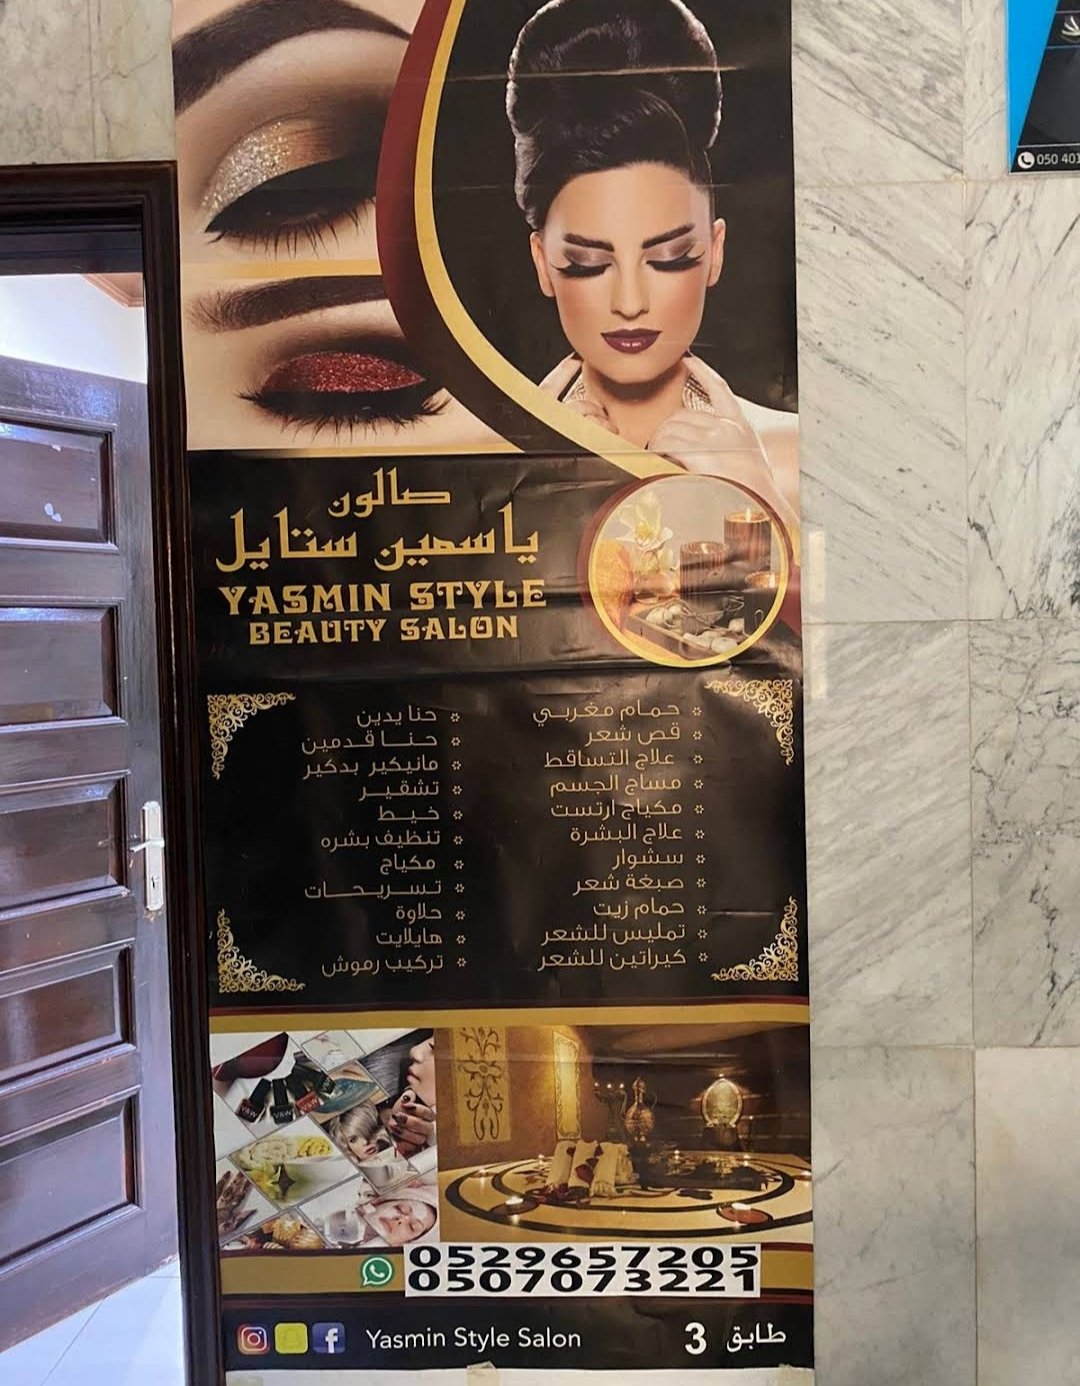 050 401
صالون
ياسمين ستايل
YASMIN STYLE
BEAUTY SALON
حمام مغربي
قص شعر
علاج التساقط
مساج الجسم
مكياج ارتست
علاج البشرة
سشوار
صبغة شعر
حمام زيت
تمليس للشعر
كيراتين للشعر
حنا يدين
حنا قدمين
مانيكير بدكير
تشقير
خيط
تنظيف بشره
مكياج
تسريحات
حلاوة
هايلايت
تركيب رموش
0529657205
0507073221
Yasmin Style Salon
طابق 3